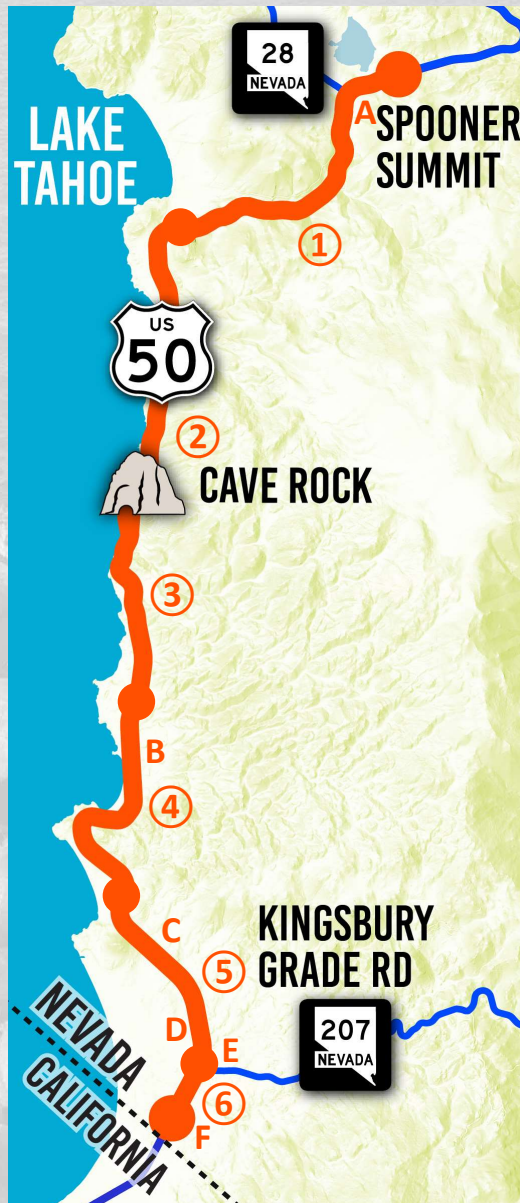 28
NEVADA
LAKE
TAHOE
A
SPOONER
SUMMIT
1
US
50
2
CAVE ROCK
3
B
4
C
KINGSBURY
GRADE RD
5
D
E
207
NEVADA
NEVADA
CALIFORNIA
6
F